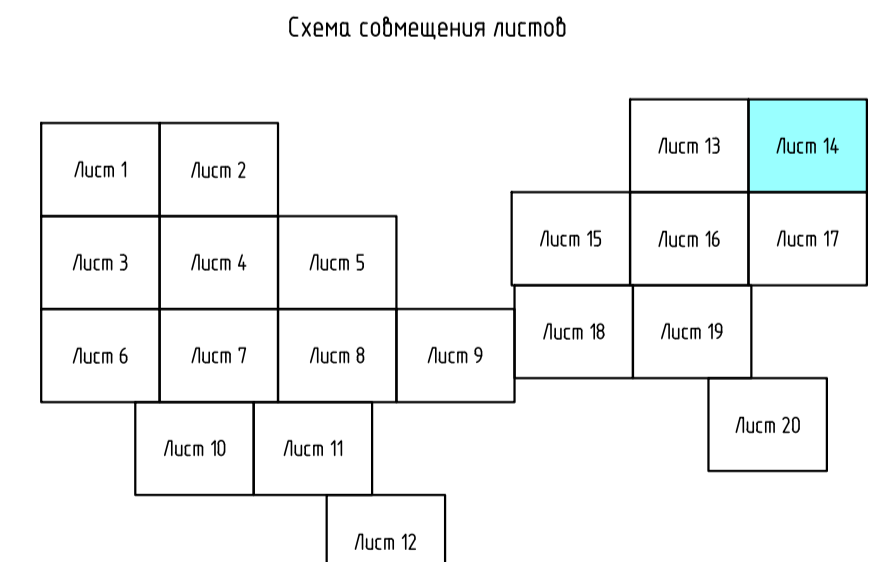 Схема совмещения листов
Лист 1
Лист 2
Лист 3
Лист 4
Лист 5
Лист 6
Лист 7
Лист 8
Лист 9
Лист 10
Лист 11
Лист 12
Лист 13
Лист 14
Лист 15
Лист 16
Лист 17
Лист 18
Лист 19
Лист 20